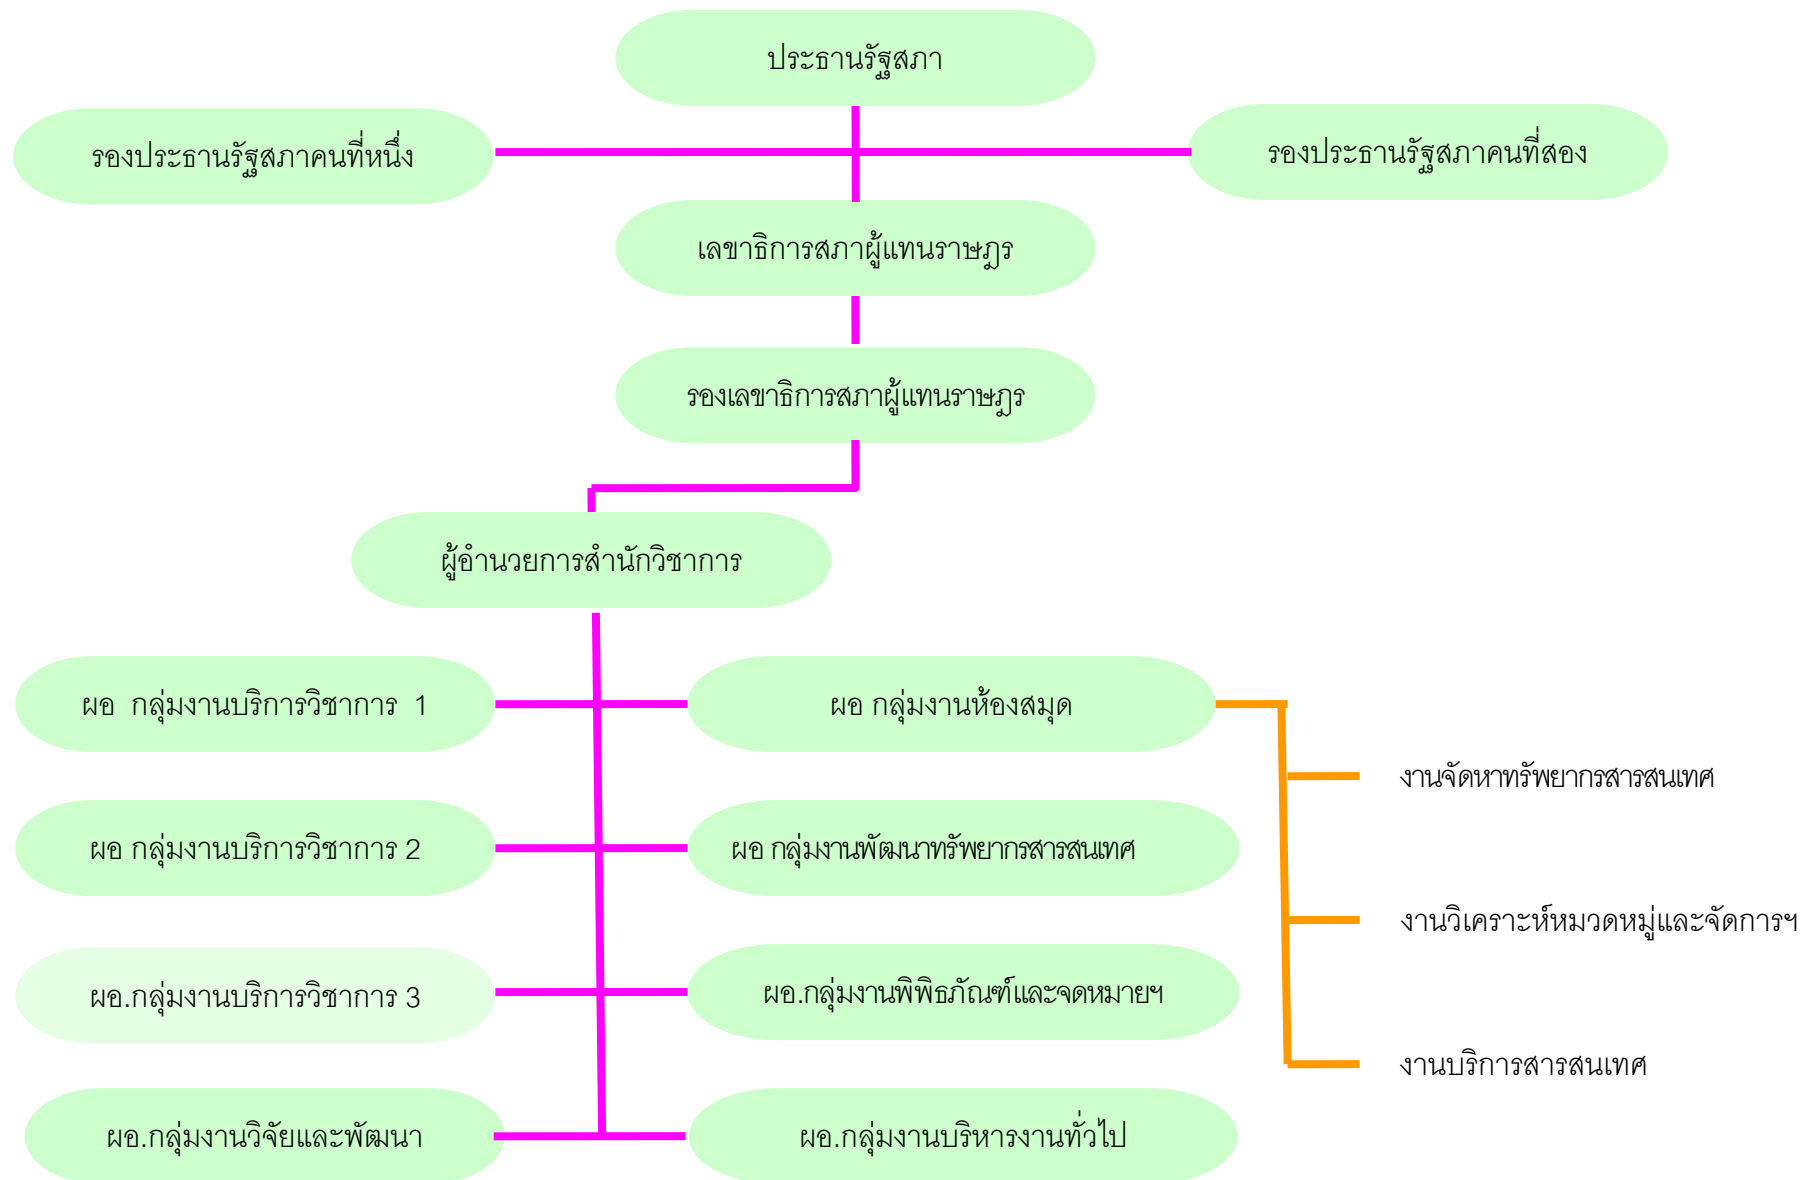 ประธานรัฐสภา
รองประธานรัฐสภาคนที่หนึ่ง
รองประธานรัฐสภาคนที่สอง
เลขาธิการสภาผู้แทนราษฎร
รองเลขาธิการสภาผู้แทนราษฎร
ผู้อำนวยการสำนักวิชาการ
ผอ กลุ่มงานบริการวิชาการ 1
ผอ กลุ่มงานห้องสมุด
งานจัดหาทรัพยากรสารสนเทศ
ผอ กลุ่มงานบริการวิชาการ 2
ผอ กลุ่มงานพัฒนาทรัพยากรสารสนเทศ
งานวิเคราะห์หมวดหมู่และจัดการฯ
ผอ.กลุ่มงานบริการวิชาการ 3
ผอ.กลุ่มงานพิพิธภัณฑ์และจดหมายฯ
งานบริการสารสนเทศ
ผอ.กลุ่มงานวิจัยและพัฒนา
ผอ.กลุ่มงานบริหารงานทั่วไป